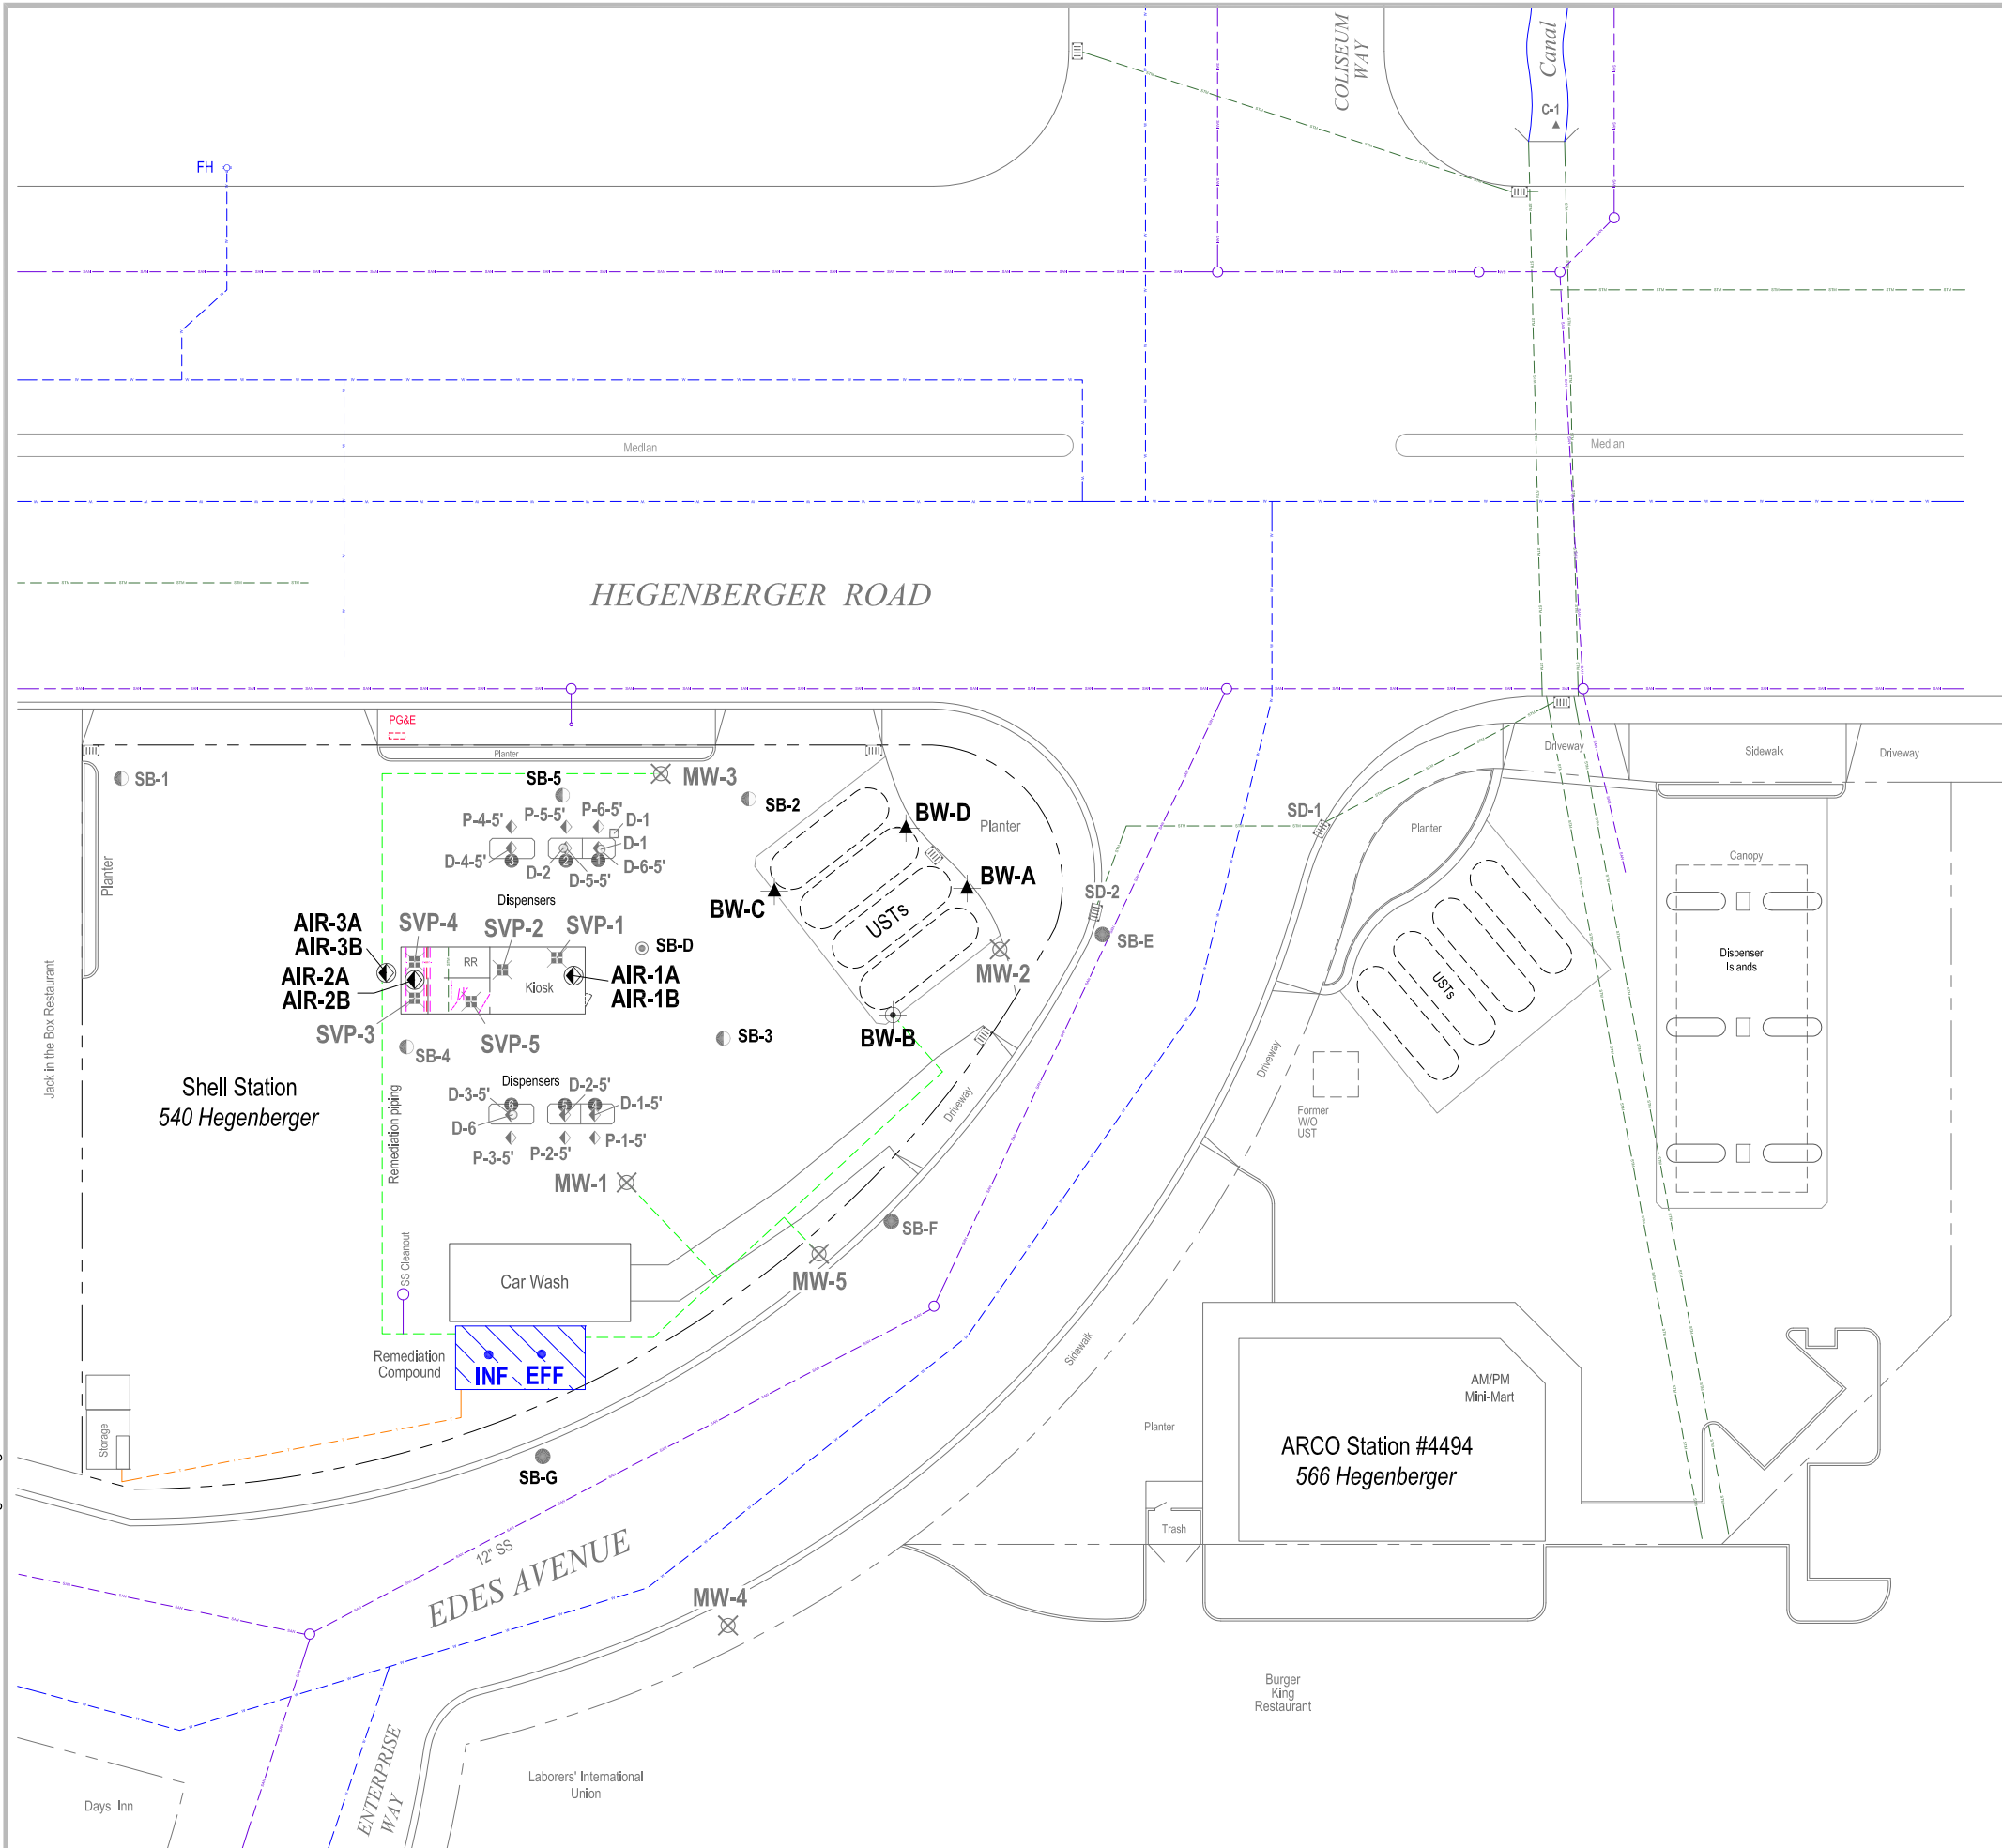 COLISEUM
WAY
Canal
C-1
FH
Median
Median
HEGENBERGER ROAD
PG&E
Planter
SB-1
SB-5
MW-3
SB-2
P-4-5'
P-5-5'
P-6-5'
D-1
D-1
D-4-5'
3
D-2
2
D-5-5'
1
D-6-5'
Dispensers
BW-D
Planter
BW-A
BW-C
USTs
SD-2
SB-E
MW-2
BW-B
SD-1
Driveway
Sidewalk
Driveway
Planter
Canopy
Dispenser
Islands
USTs
Planter
Jack in the Box Restaurant
AIR-3A
AIR-3B
AIR-2A
AIR-2B
SVP-4
SVP-2
SVP-1
SB-D
RR
Kiosk
AIR-1A
AIR-1B
SVP-3
SVP-5
SB-4
SB-3
Shell Station
540 Hegenberger
Remediation piping
Dispensers
D-3-5'
D-2-5'
6
5
4
D-1-5'
D-6
P-3-5'
P-2-5'
P-1-5'
MW-1
Driveway
Driveway
Former
W/O
UST
SB-F
MW-5
SS Cleanout
Car Wash
Remediation
Compound
INF
EFF
Storage
SB-G
Sidewalk
AM/PM
Mini-Mart
Planter
ARCO Station #4494
566 Hegenberger
Trash
12" SS
EDES AVENUE
MW-4
Burger
King
Restaurant
ENTERPRISE
WAY
Laborers' International
Union
Days Inn